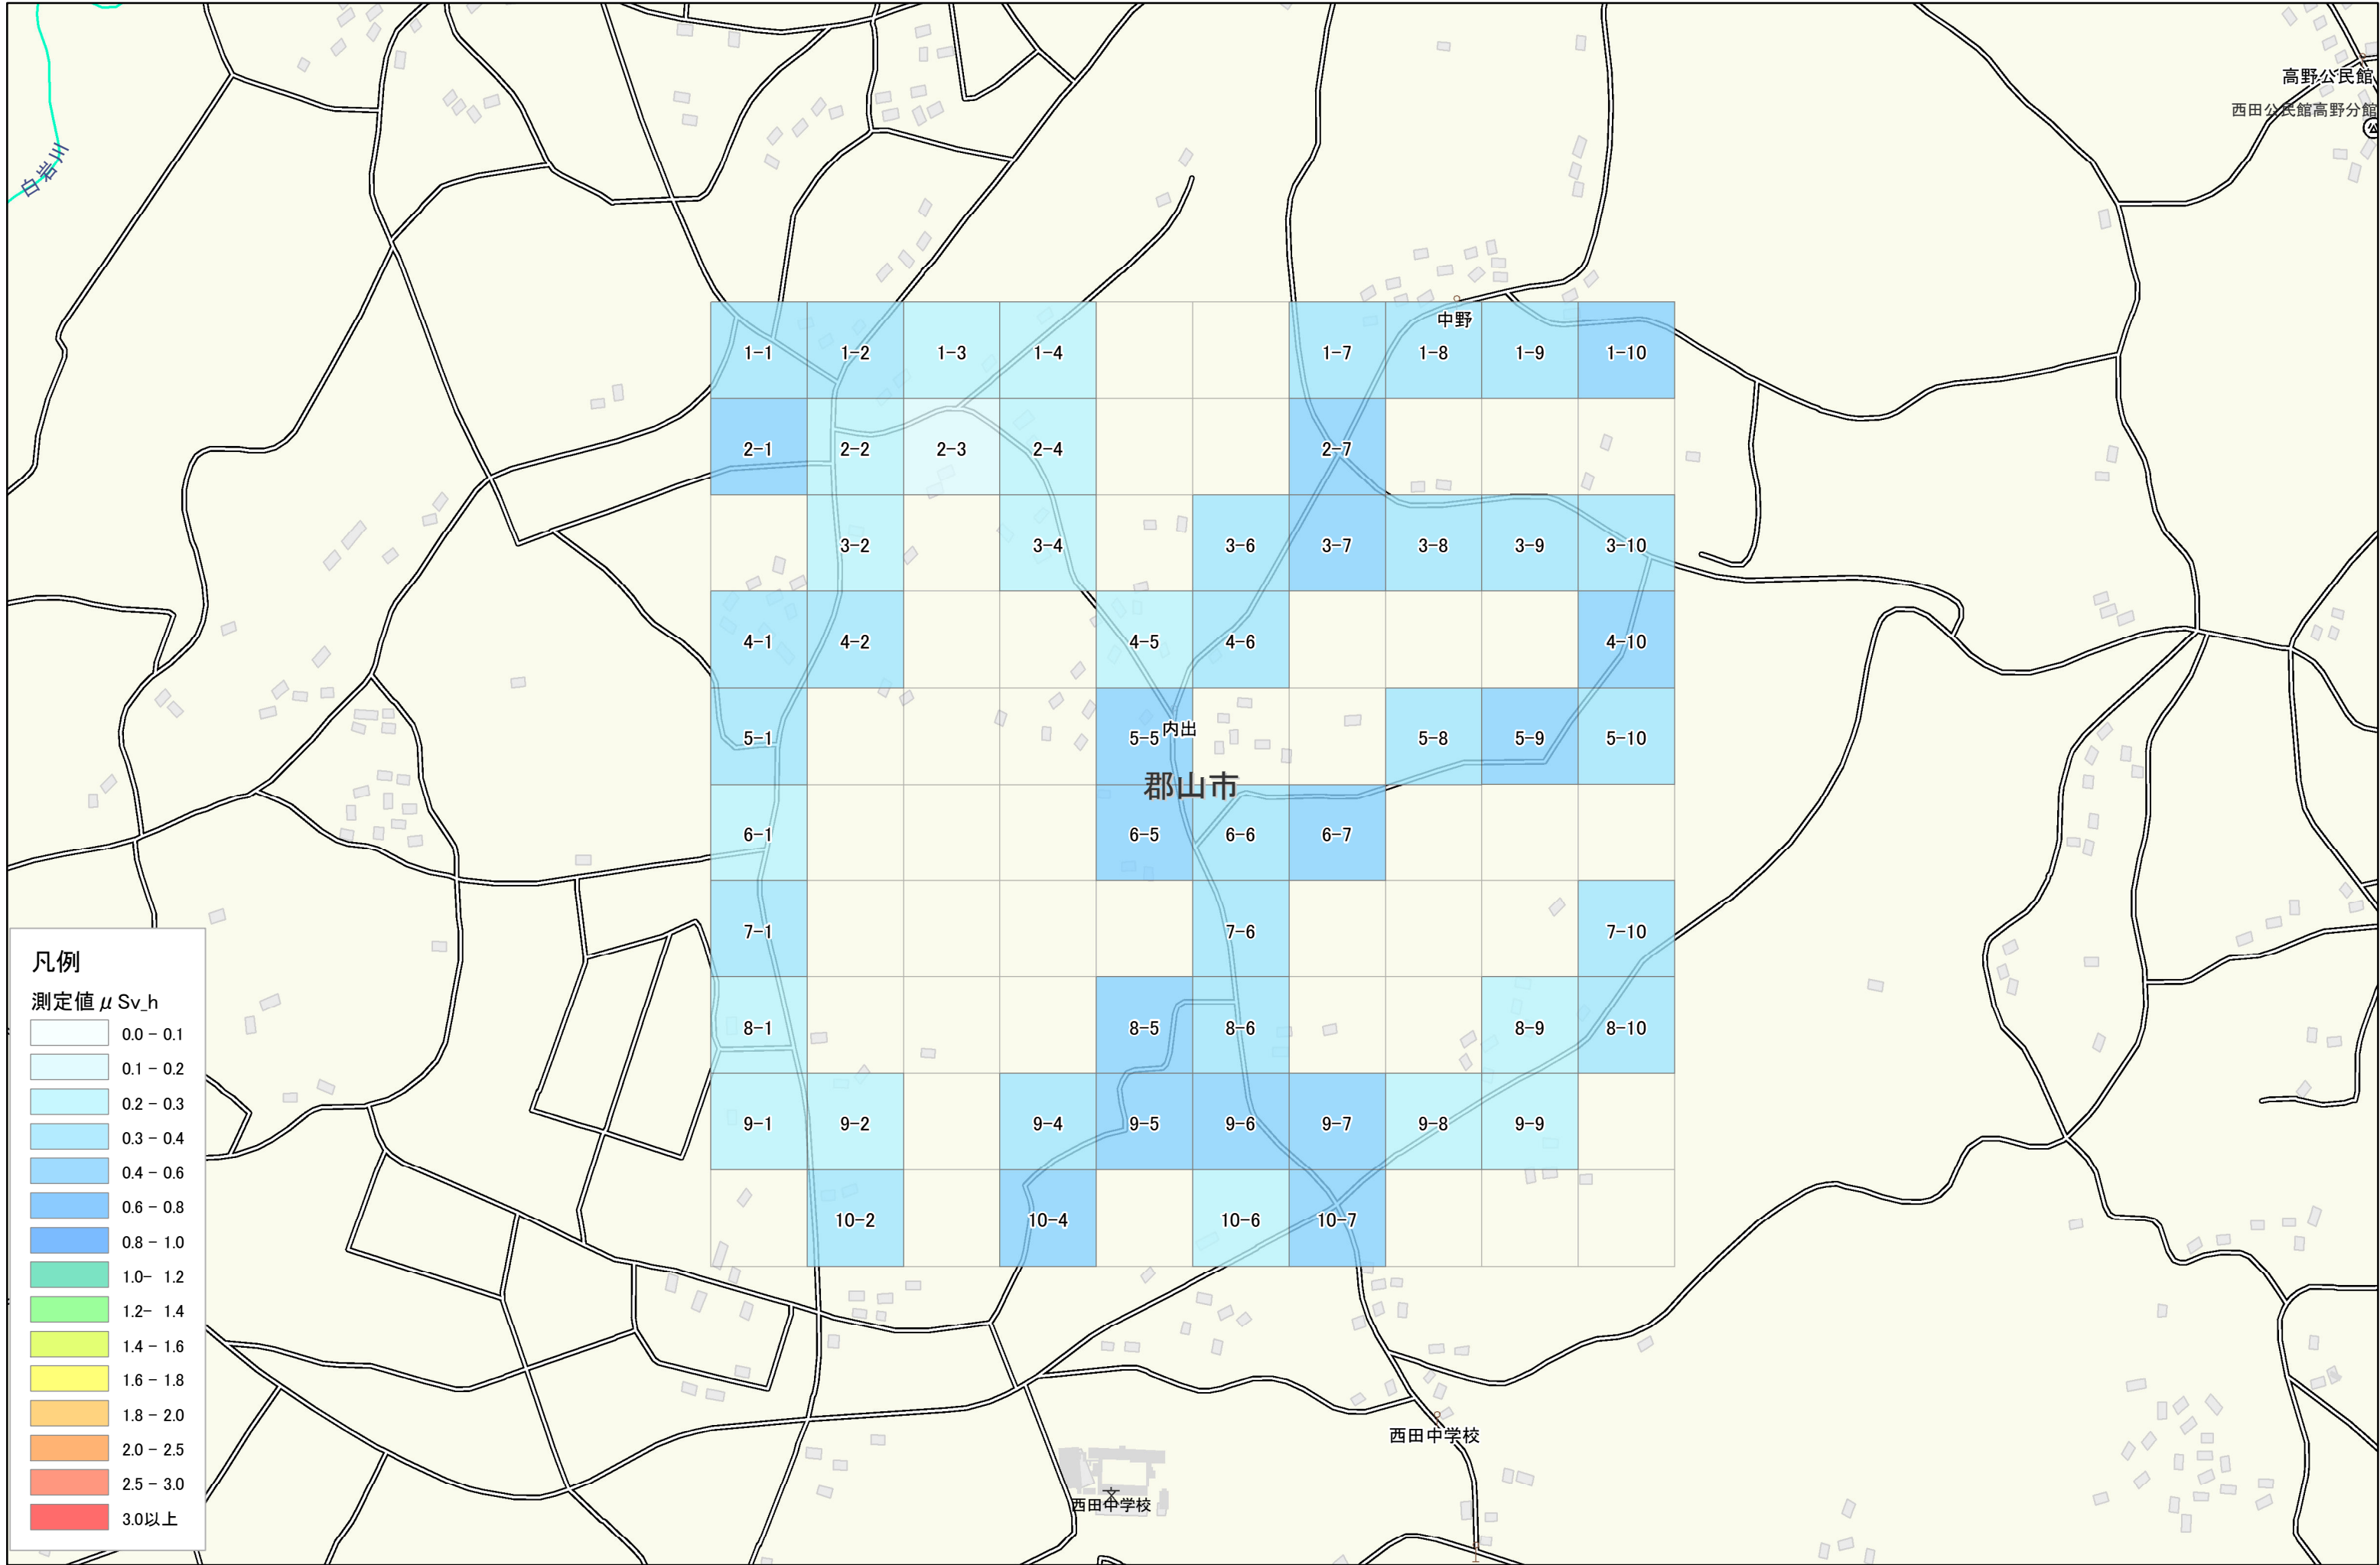 高野公民館
西田公民館高野分館
公
白岩川
中野
1-1 1-2 1-3 1-4 1-7 1-8 1-9 1-10
2-1 2-2 2-3 2-4 2-7
3-2 3-4 3-6 3-7 3-8 3-9 3-10
4-1 4-2 4-5 4-6 4-10
5-1 5-5 5-8 5-9 5-10
内出
郡山市
6-1 6-5 6-6 6-7
7-1 7-6 7-10
8-1 8-5 8-6 8-9 8-10
9-1 9-2 9-4 9-5 9-6 9-7 9-8 9-9
10-2 10-4 10-6 10-7
西田中学校
文
西田中学校
凡例
測定値μSv_h
0.0 - 0.1
0.1 - 0.2
0.2 - 0.3
0.3 - 0.4
0.4 - 0.6
0.6 - 0.8
0.8 - 1.0
1.0- 1.2
1.2- 1.4
1.4 - 1.6
1.6 - 1.8
1.8 - 2.0
2.0 - 2.5
2.5 - 3.0
3.0以上